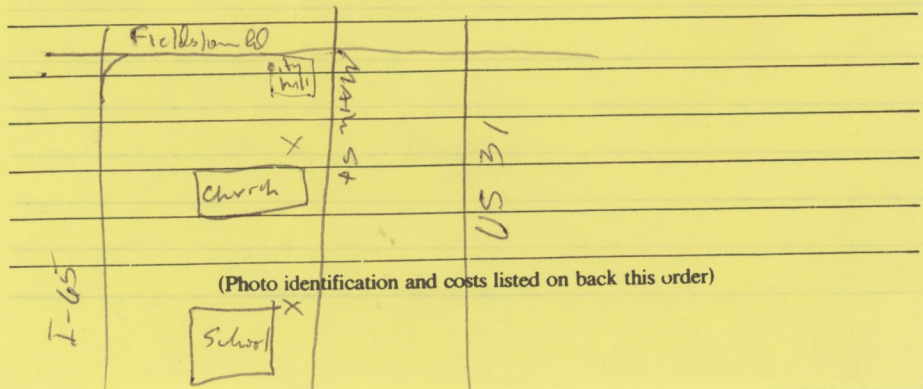 Fieldstown Rd
City
hall
Main St
X
Church
US 31
(Photo identification and costs listed on back this order)
I-65
X
School